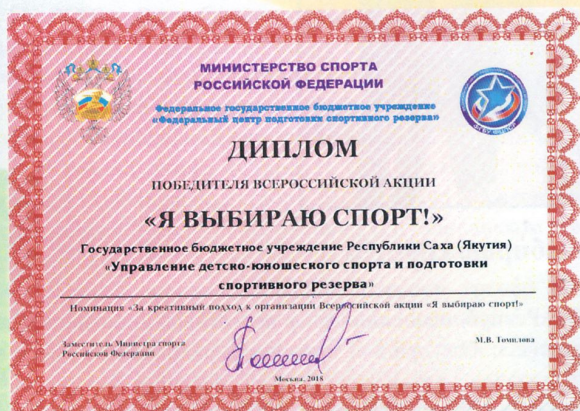 МИНИСТЕРСТВО СПОРТА
РОССИЙСКОЙ ФЕДЕРАЦИИ
Федеральное государственное бюджетное учреждение
«Федеральный центр подготовки спортивного резерва»
ДИПЛОМ
ПОБЕДИТЕЛЯ ВСЕРОССИЙСКОЙ АКЦИИ
«Я ВЫБИРАЮ СПОРТ!»
Государственное бюджетное учреждение Республики Саха (Якутия)
«Управление детско-юношеского спорта и подготовки
спортивного резерва»
Номинация «За креативный подход к организации Всероссийской акции «Я выбираю спорт!»
Заместитель Министра спорта
Российской Федерации
М.В. Томилова
Москва, 2018